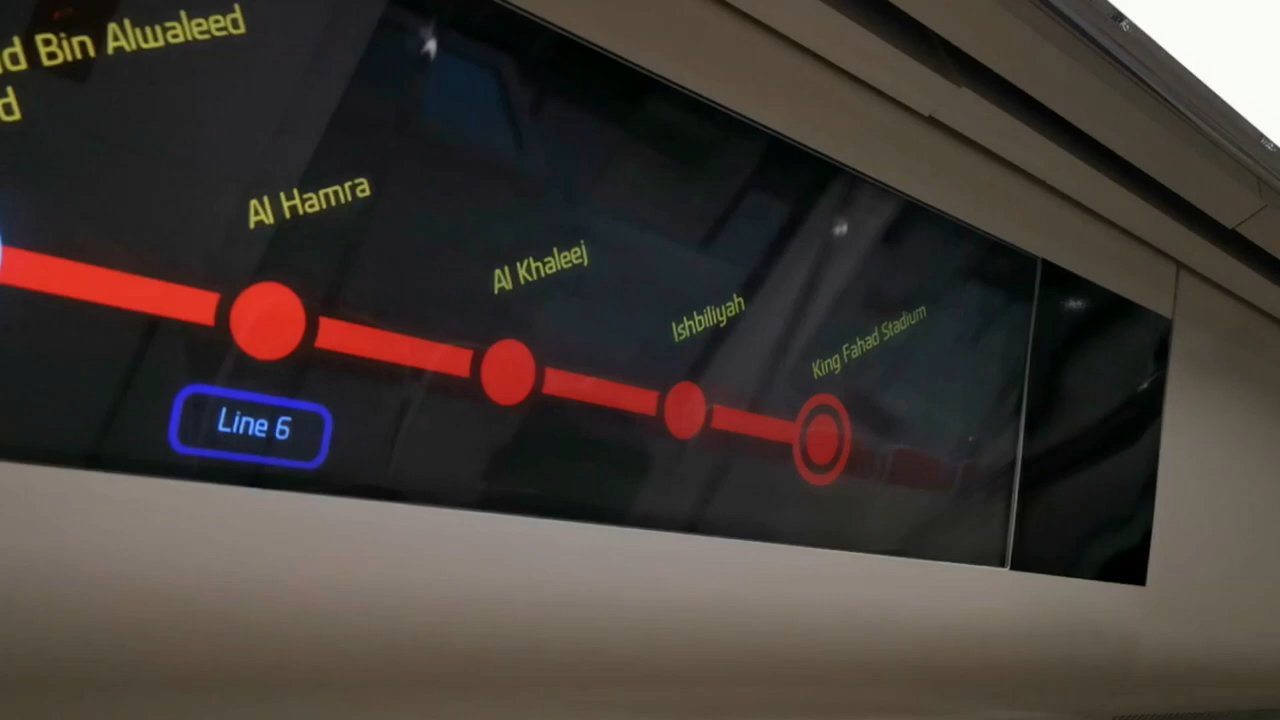 Bin Alwaleed
Al Hamra
Al Khaleej
Ishbiliyah
King Fahad Stadium
Line 6